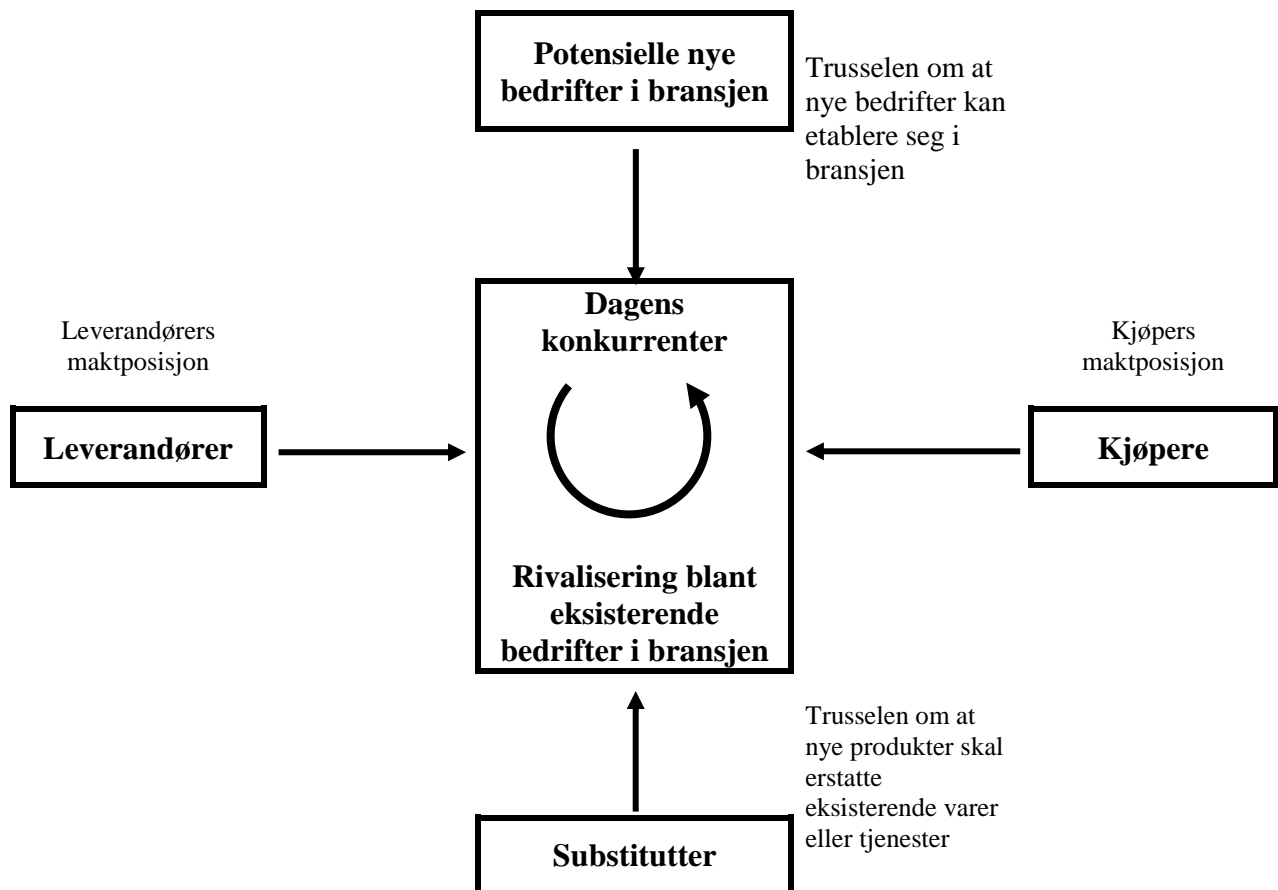 Potensielle nye
bedrifter i bransjen
Trusselen om at
nye bedrifter kan
etablere seg i
bransjen
Leverandørers
maktposisjon
Leverandører
Dagens
konkurrenter
Rivalisering blant
eksisterende
bedrifter i bransjen
Kjøpers
maktposisjon
Kjøpere
Trusselen om at
nye produkter skal
erstatte
eksisterende varer
eller tjenester
Substitutter